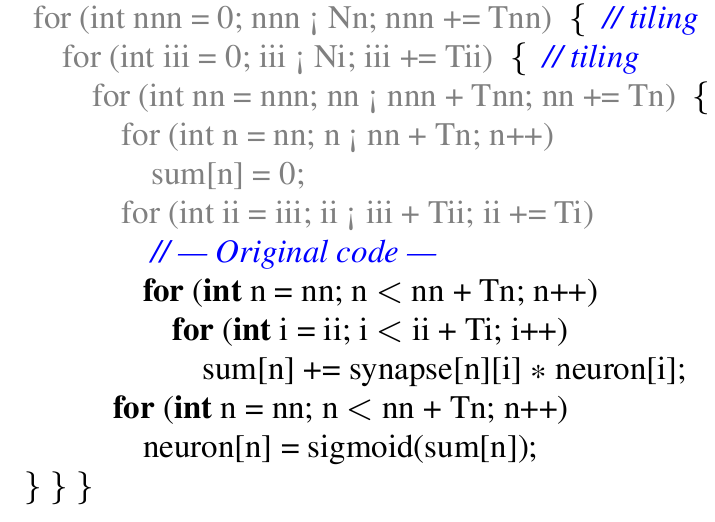 for (int nnn = 0; nnn ¡ Nn; nnn += Tnn) { // tiling
for (int iii = 0; iii ¡ Ni; iii += Tii) { // tiling
for (int nn = nnn; nn ¡ nnn + Tnn; nn += Tn) {
for (int n = nn; n ¡ nn + Tn; n++)
sum[n] = 0;
for (int ii = iii; ii ¡ iii + Tii; ii += Ti)
// — Original code —
for (int n = nn; n < nn + Tn; n++)
for (int i = ii; i < ii + Ti; i++)
sum[n] += synapse[n][i] ∗ neuron[i];
for (int n = nn; n < nn + Tn; n++)
neuron[n] = sigmoid(sum[n]);
} } }